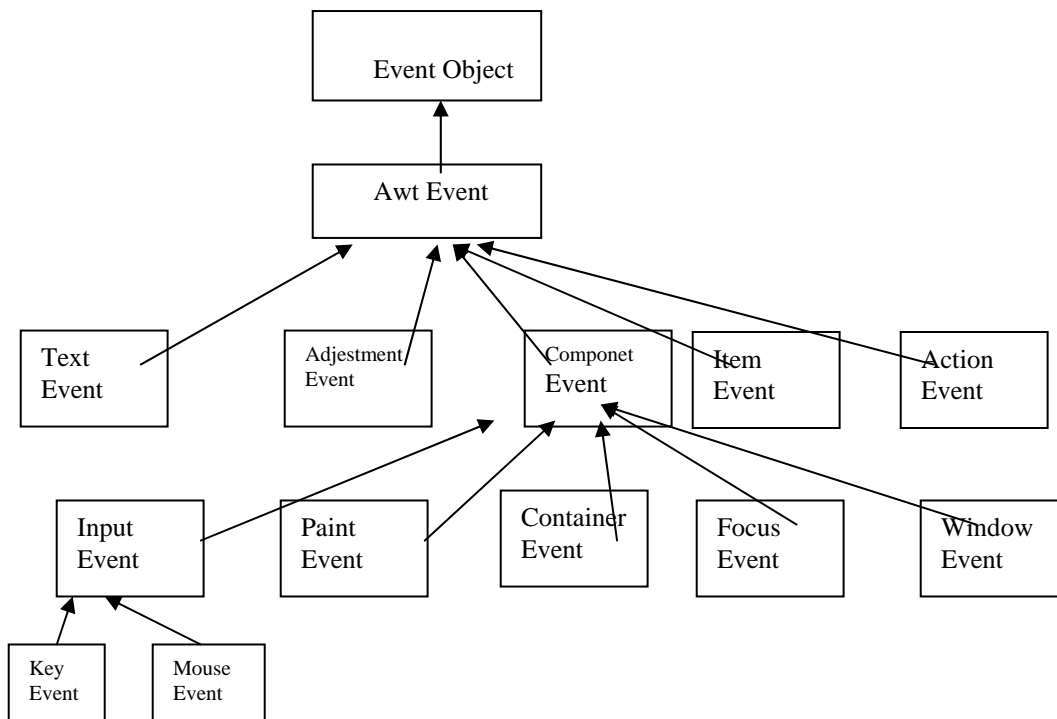 Event Object
Awt Event
Text
Event
Adjestment
Event
Componet
Event
Item
Event
Action
Event
Input
Event
Paint
Event
Container
Event
Focus
Event
Window
Event
Key
Event
Mouse
Event